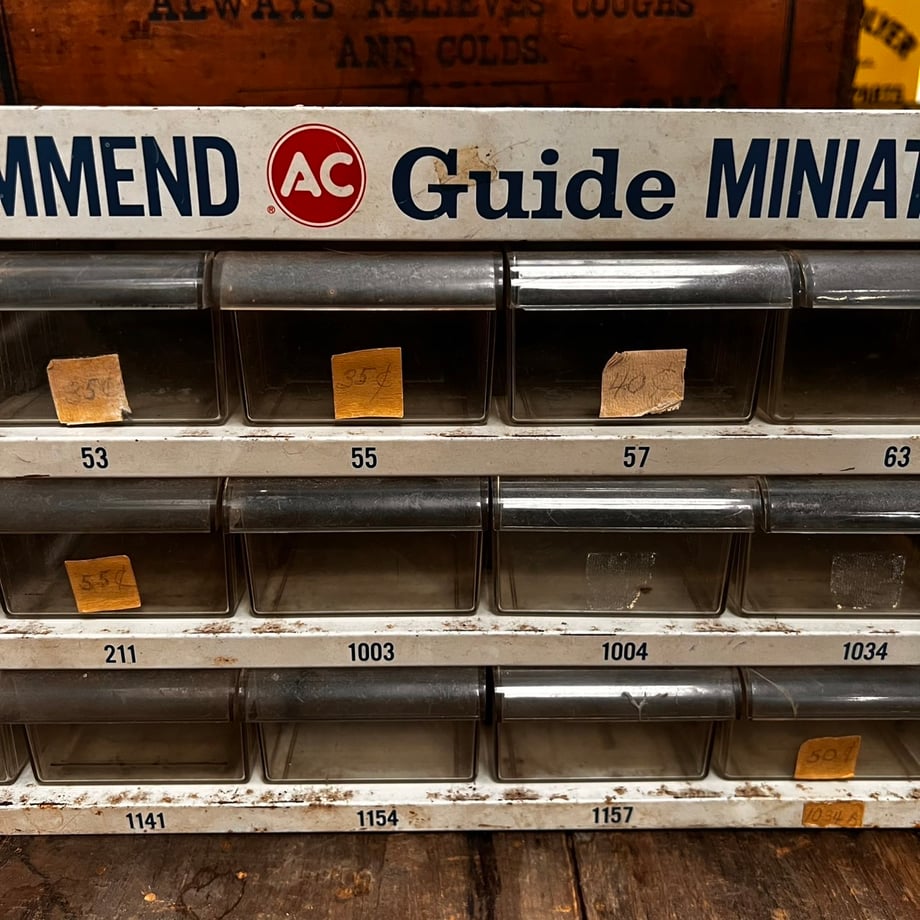 ALWAYS RELIEVES COUGHS
AND COLDS.
MMEND AC Guide MINIAT
®
35¢ 35¢ 40¢
53 55 57 63
55¢
211 1003 1004 1034
50¢
1141 1154 1157 1034 A